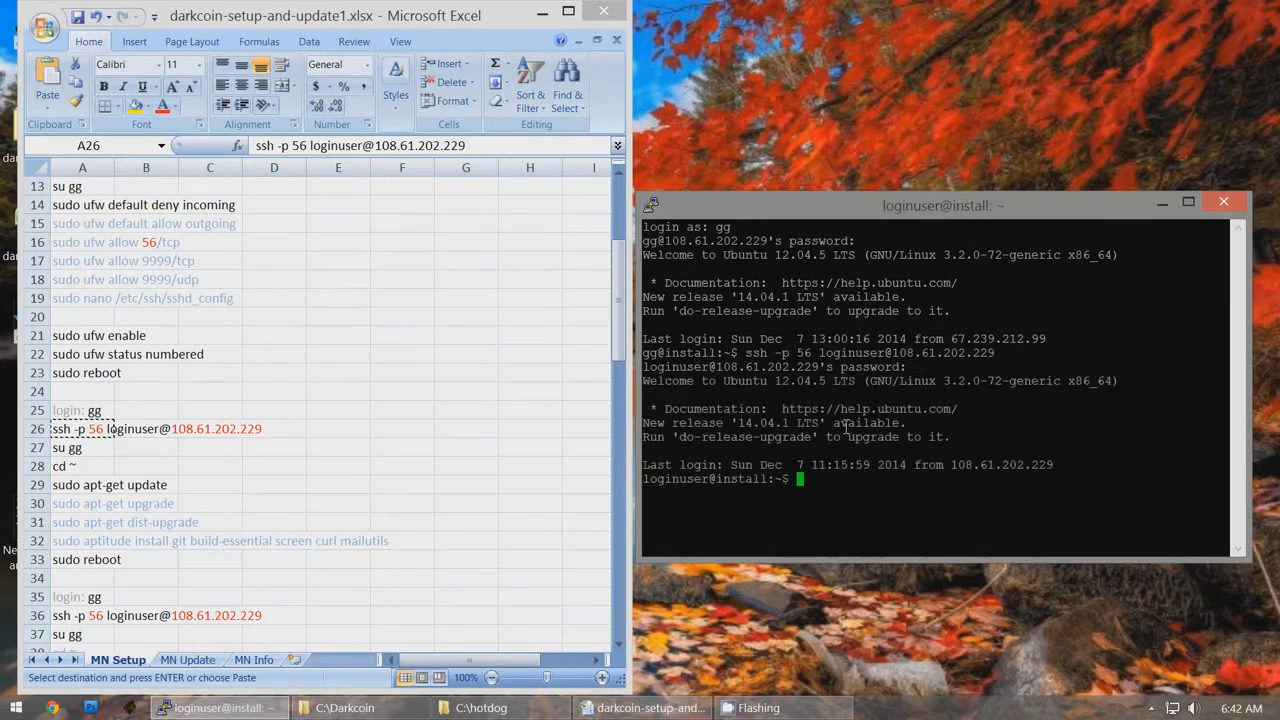 darkcoin-setup-and-update1.xlsx - Microsoft Excel
Home Insert Page Layout Formulas Data Review View
Calibri 11 General Insert Σ
Paste B I U $ % , Styles Delete Sort & Filter Find & Select
Format
Clipboard Font Alignment Number Cells Editing
A26 fx ssh -p 56 loginuser@108.61.202.229
A B C D E F G H I
13 su gg
14 sudo ufw default deny incoming
15 sudo ufw default allow outgoing
16 sudo ufw allow 56/tcp
17 sudo ufw allow 9999/tcp
18 sudo ufw allow 9999/udp
19 sudo nano /etc/ssh/sshd_config
20
21 sudo ufw enable
22 sudo ufw status numbered
23 sudo reboot
24
25 login: gg
26 ssh -p 56 loginuser@108.61.202.229
27 su gg
28 cd ~
29 sudo apt-get update
30 sudo apt-get upgrade
31 sudo apt-get dist-upgrade
32 sudo aptitude install git build-essential screen curl mailutils
33 sudo reboot
34
35 login: gg
36 ssh -p 56 loginuser@108.61.202.229
37 su gg
MN Setup MN Update MN Info
Select destination and press ENTER or choose Paste 100%
loginuser@install: ~
login as: gg
gg@108.61.202.229's password:
Welcome to Ubuntu 12.04.5 LTS (GNU/Linux 3.2.0-72-generic x86_64)
* Documentation:  https://help.ubuntu.com/
New release '14.04.1 LTS' available.
Run 'do-release-upgrade' to upgrade to it.
Last login: Sun Dec  7 13:00:16 2014 from 67.239.212.99
gg@install:~$ ssh -p 56 loginuser@108.61.202.229
loginuser@108.61.202.229's password:
Welcome to Ubuntu 12.04.5 LTS (GNU/Linux 3.2.0-72-generic x86_64)
* Documentation:  https://help.ubuntu.com/
New release '14.04.1 LTS' available.
Run 'do-release-upgrade' to upgrade to it.
Last login: Sun Dec  7 11:15:59 2014 from 108.61.202.229
loginuser@install:~$
loginuser@install: ~ C:\Darkcoin C:\hotdog darkcoin-setup-and... Flashing 6:42 AM